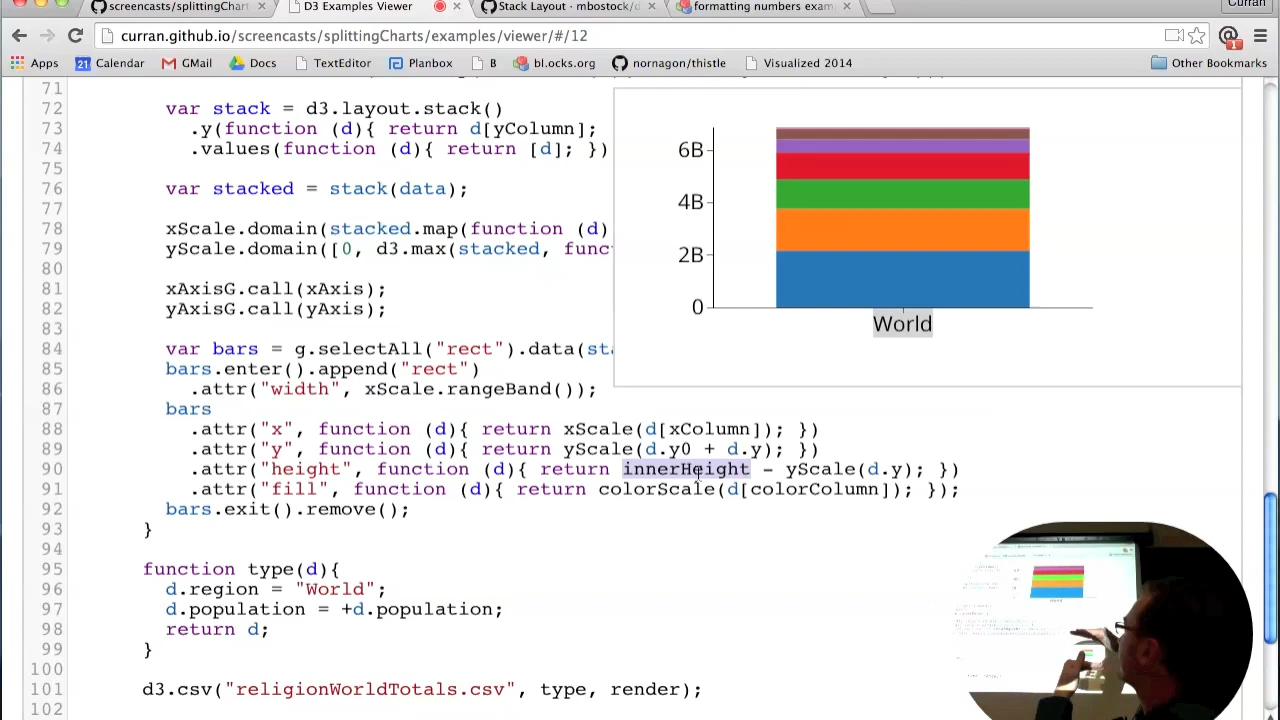 screencasts/splittingChart
D3 Examples Viewer
Stack Layout · mbostock/d
formatting numbers exam
Curran
curran.github.io/screencasts/splittingCharts/examples/viewer/#/12
Apps
21 Calendar
GMail
Docs
TextEditor
Planbox
B
bl.ocks.org
nornagon/thistle
Visualized 2014
Other Bookmarks
71
72 var stack = d3.layout.stack()
73 .y(function (d){ return d[yColumn];
74 .values(function (d){ return [d]; })
75
76 var stacked = stack(data);
77
78 xScale.domain(stacked.map(function (d)
79 yScale.domain([0, d3.max(stacked, func
80
81 xAxisG.call(xAxis);
82 yAxisG.call(yAxis);
83
84 var bars = g.selectAll("rect").data(sta
85 bars.enter().append("rect")
86 .attr("width", xScale.rangeBand());
87 bars
88 .attr("x", function (d){ return xScale(d[xColumn]); })
89 .attr("y", function (d){ return yScale(d.y0 + d.y); })
90 .attr("height", function (d){ return innerHeight - yScale(d.y); })
91 .attr("fill", function (d){ return colorScale(d[colorColumn]); });
92 bars.exit().remove();
93 }
94
95 function type(d){
96 d.region = "World"
97 d.population = +d.population;
98 return d;
99 }
100
101 d3.csv("religionWorldTotals.csv", type, render);
102
6B
4B
2B
0
World